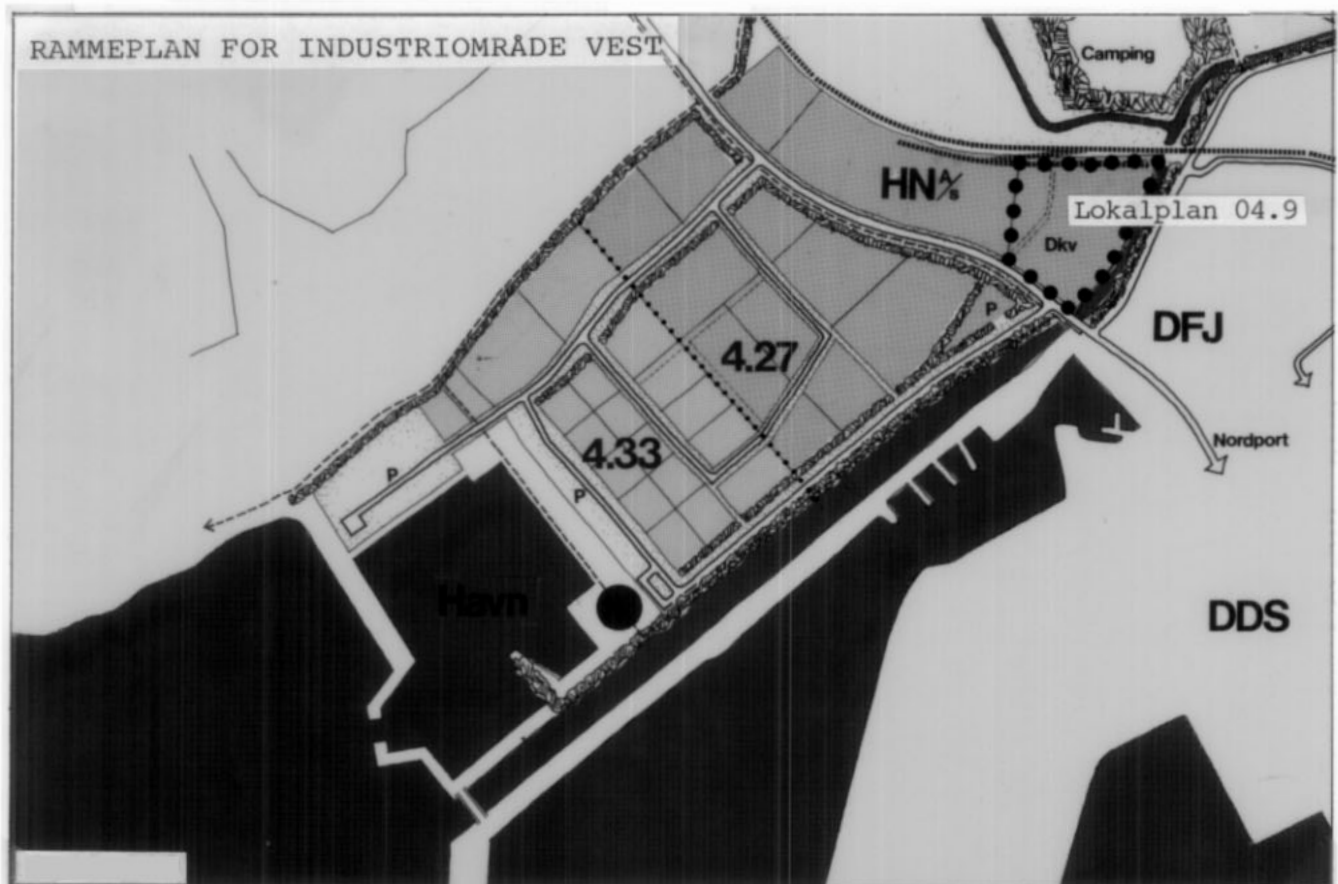 RAMMEPLAN FOR INDUSTRIOMRÅDE VEST
Camping
HN A/s
Lokalplan 04.9
Dkv
P
DFJ
4.27
Nordport
4.33
P
P
Havn
DDS